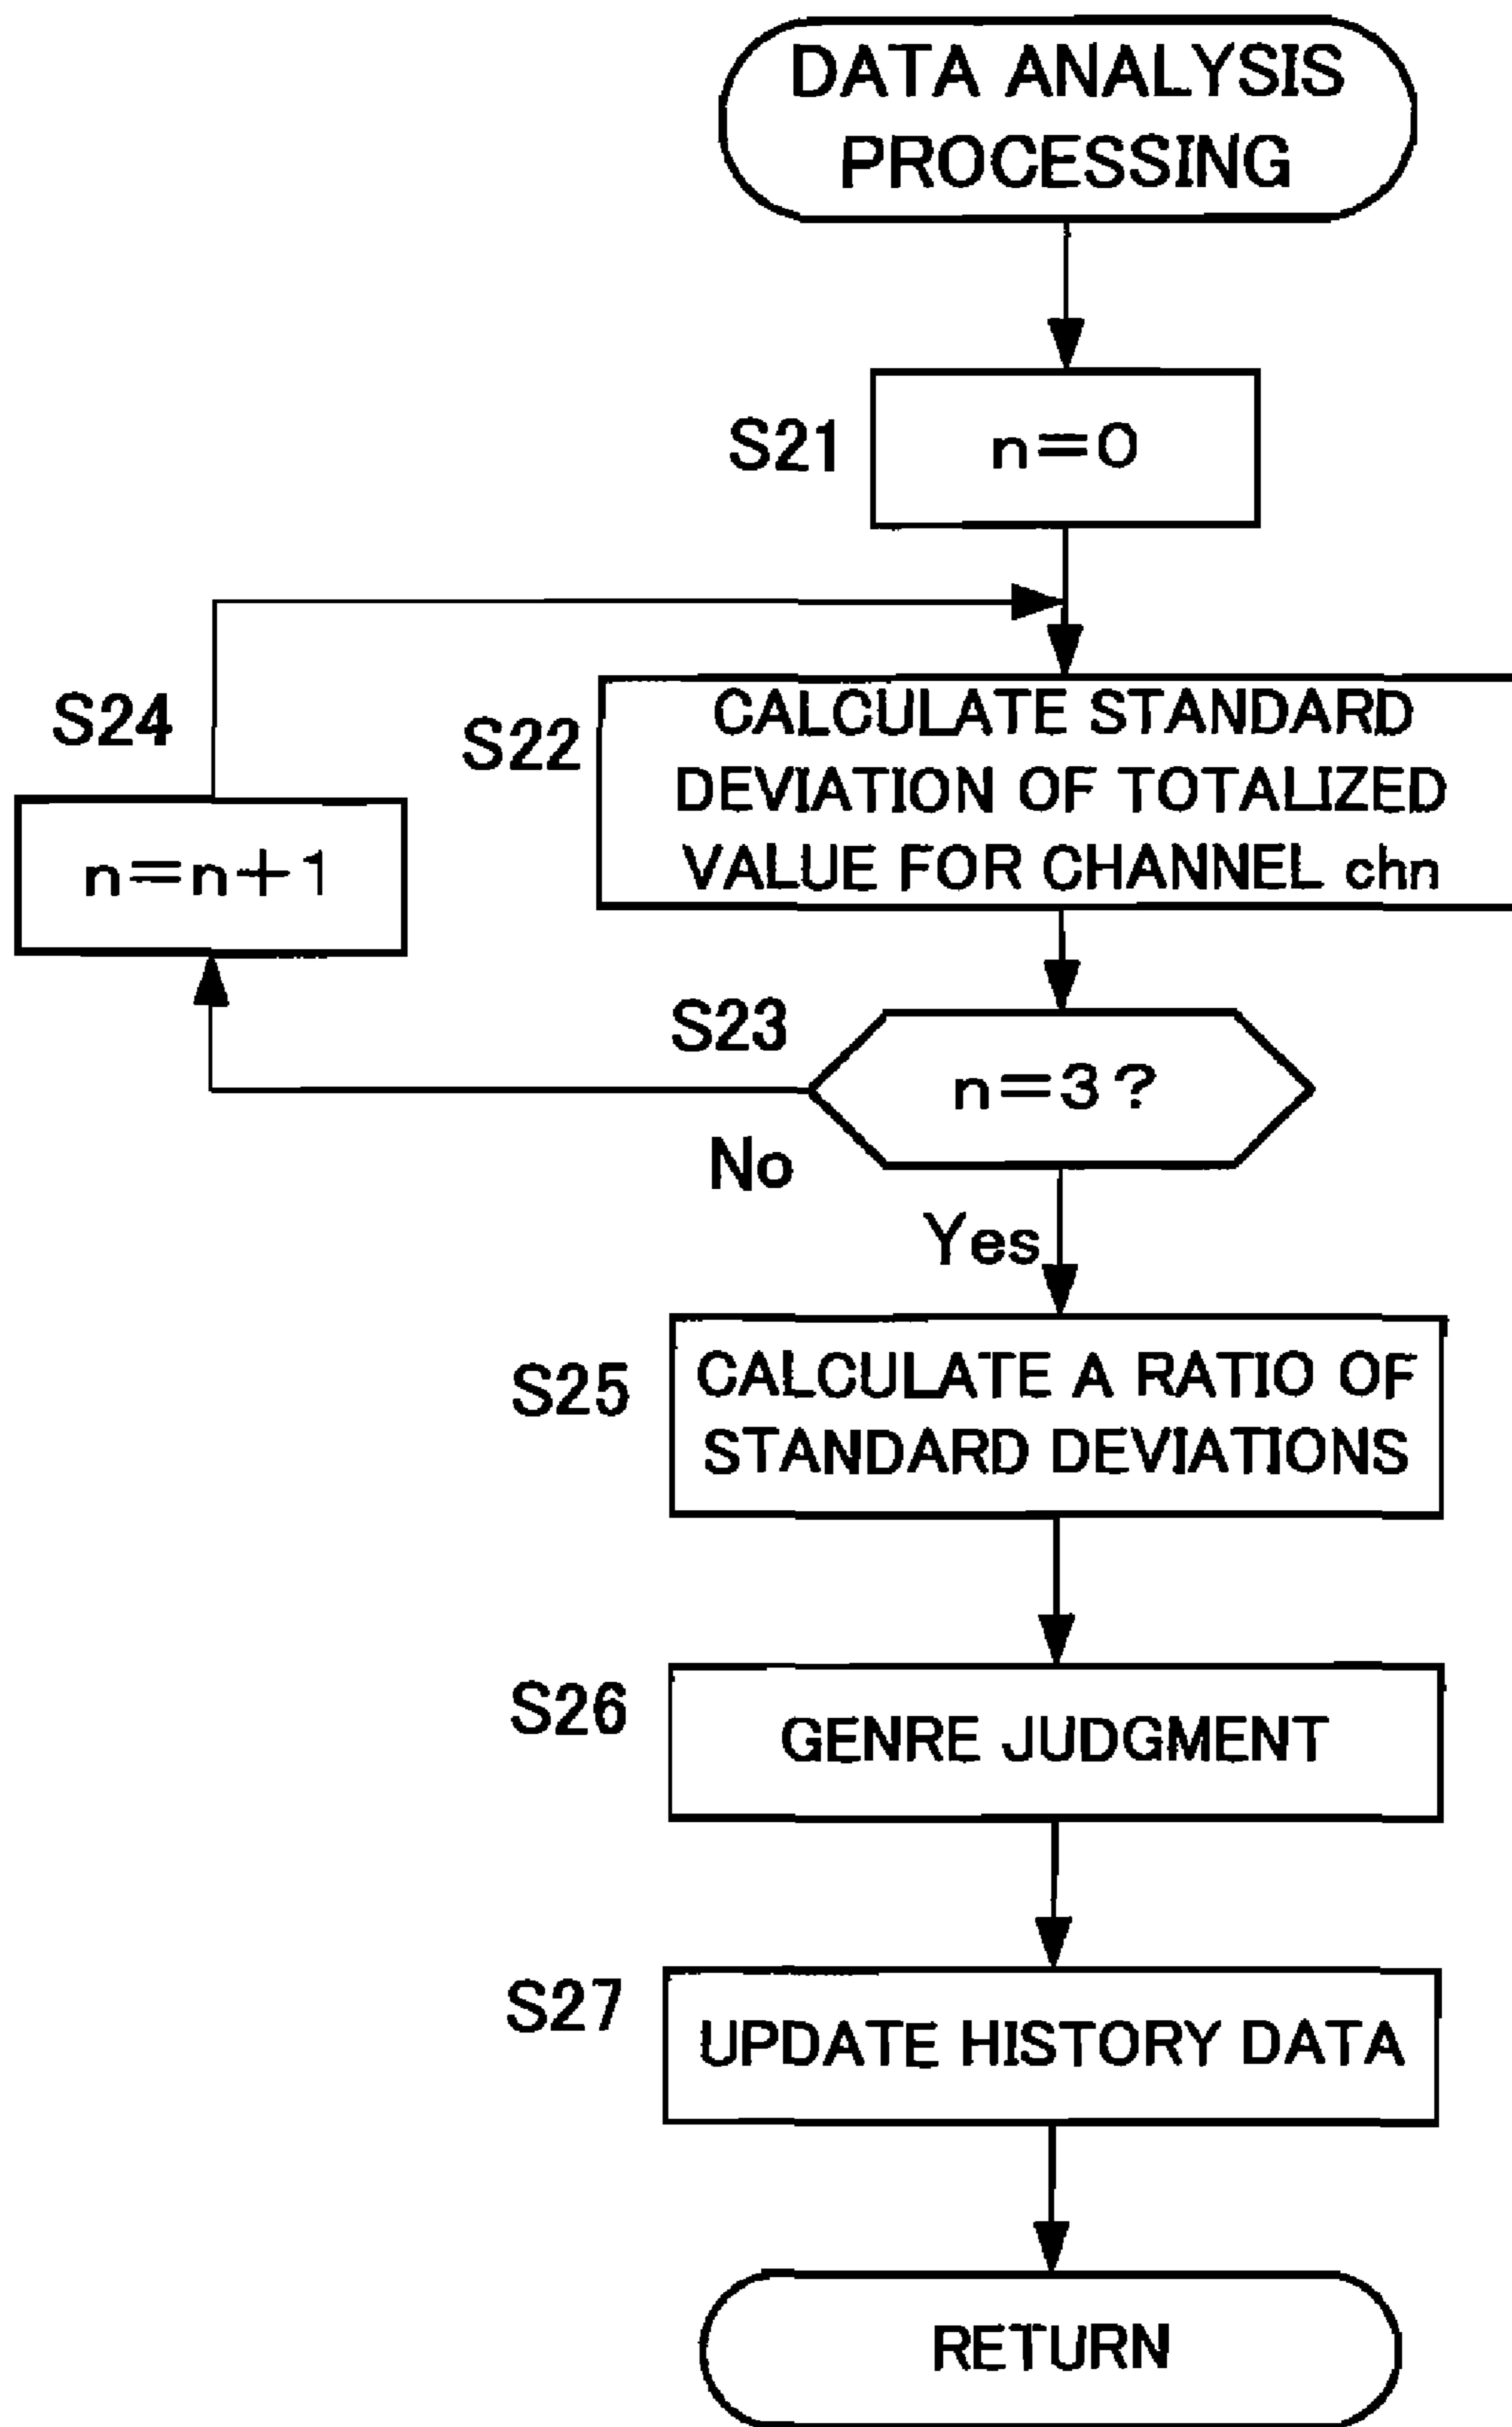 DATA ANALYSIS
PROCESSING
S21
n=0
S24
n=n+1
S22
CALCULATE STANDARD
DEVIATION OF TOTALIZED
VALUE FOR CHANNEL chn
S23
n=3?
No
Yes
S25
CALCULATE A RATIO OF
STANDARD DEVIATIONS
S26
GENRE JUDGMENT
S27
UPDATE HISTORY DATA
RETURN